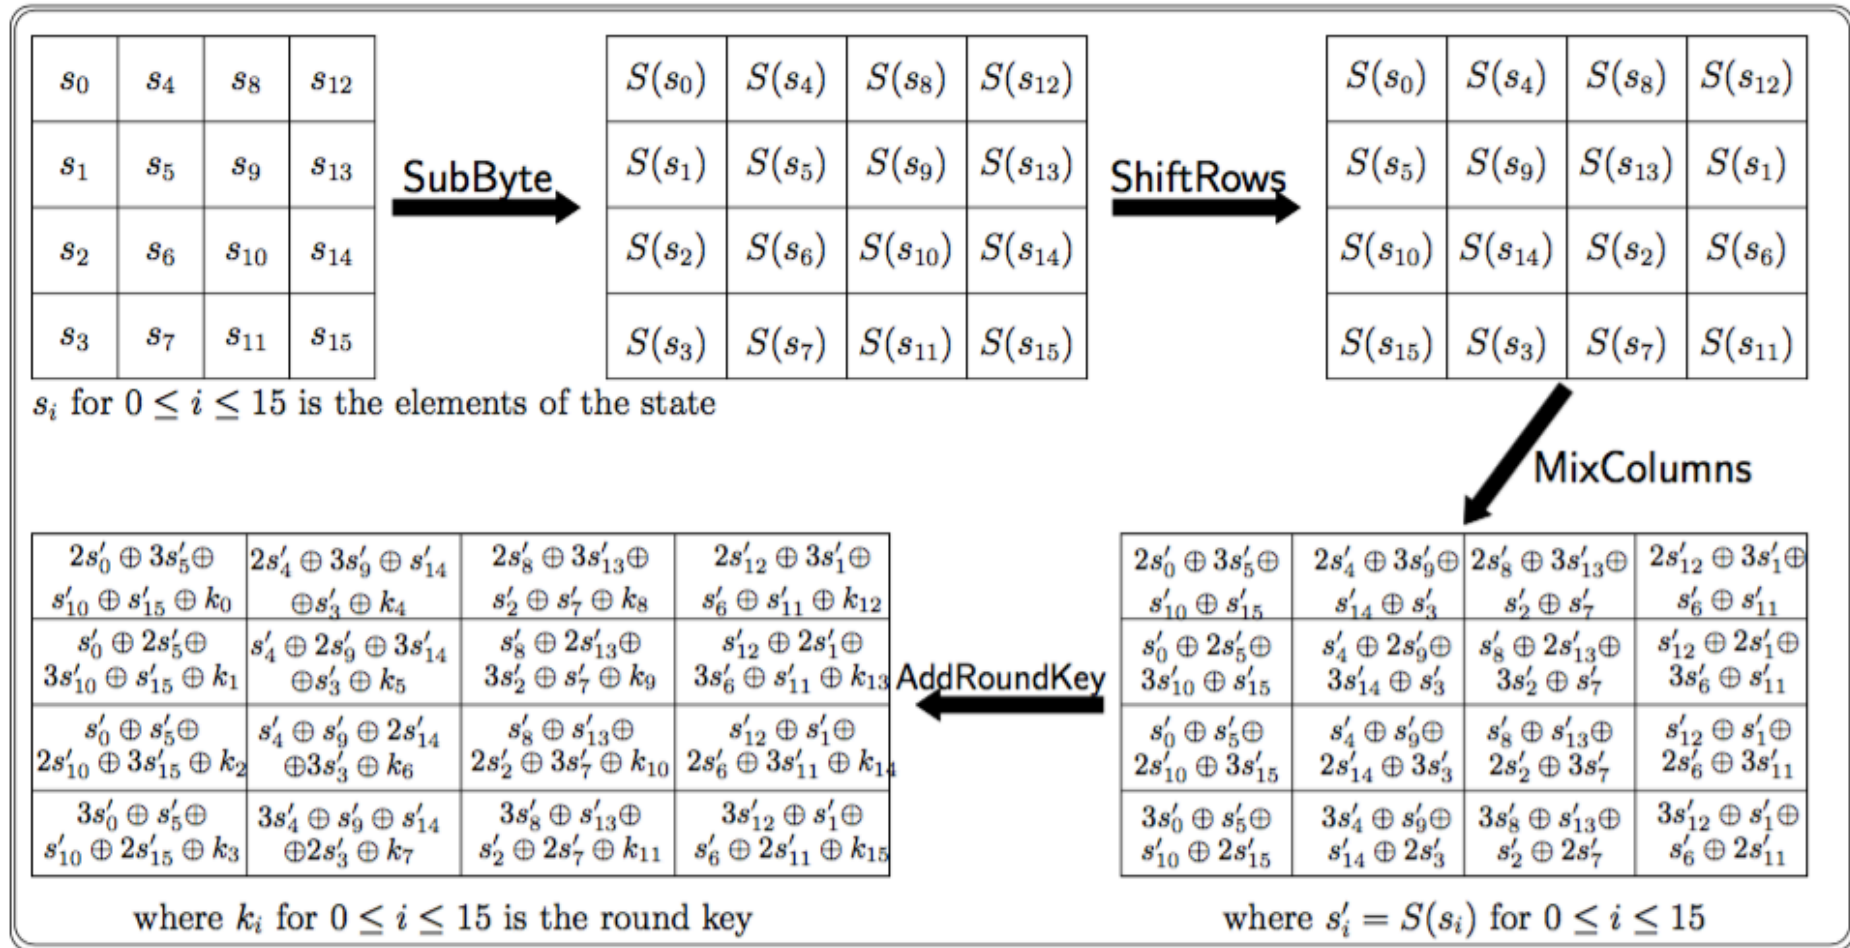 s₀ s₄ s₈ s₁₂
s₁ s₅ s₉ s₁₃
s₂ s₆ s₁₀ s₁₄
s₃ s₇ s₁₁ s₁₅
sᵢ for 0 ≤ i ≤ 15 is the elements of the state
SubByte
S(s₀) S(s₄) S(s₈) S(s₁₂)
S(s₁) S(s₅) S(s₉) S(s₁₃)
S(s₂) S(s₆) S(s₁₀) S(s₁₄)
S(s₃) S(s₇) S(s₁₁) S(s₁₅)
ShiftRows
S(s₀) S(s₄) S(s₈) S(s₁₂)
S(s₅) S(s₉) S(s₁₃) S(s₁)
S(s₁₀) S(s₁₄) S(s₂) S(s₆)
S(s₁₅) S(s₃) S(s₇) S(s₁₁)
MixColumns
2s′₀ ⊕ 3s′₅⊕ 2s′₄ ⊕ 3s′₉⊕ 2s′₈ ⊕ 3s′₁₃⊕ 2s′₁₂ ⊕ 3s′₁⊕
s′₁₀ ⊕ s′₁₅ s′₁₄ ⊕ s′₃ s′₂ ⊕ s′₇ s′₆ ⊕ s′₁₁
s′₀ ⊕ 2s′₅⊕ s′₄ ⊕ 2s′₉⊕ s′₈ ⊕ 2s′₁₃⊕ s′₁₂ ⊕ 2s′₁⊕
3s′₁₀ ⊕ s′₁₅ 3s′₁₄ ⊕ s′₃ 3s′₂ ⊕ s′₇ 3s′₆ ⊕ s′₁₁
s′₀ ⊕ s′₅⊕ s′₄ ⊕ s′₉⊕ s′₈ ⊕ s′₁₃⊕ s′₁₂ ⊕ s′₁⊕
2s′₁₀ ⊕ 3s′₁₅ 2s′₁₄ ⊕ 3s′₃ 2s′₂ ⊕ 3s′₇ 2s′₆ ⊕ 3s′₁₁
3s′₀ ⊕ s′₅⊕ 3s′₄ ⊕ s′₉⊕ 3s′₈ ⊕ s′₁₃⊕ 3s′₁₂ ⊕ s′₁⊕
s′₁₀ ⊕ 2s′₁₅ s′₁₄ ⊕ 2s′₃ s′₂ ⊕ 2s′₇ s′₆ ⊕ 2s′₁₁
where s′ᵢ = S(sᵢ) for 0 ≤ i ≤ 15
AddRoundKey
2s′₀ ⊕ 3s′₅⊕ 2s′₄ ⊕ 3s′₉ ⊕ s′₁₄ 2s′₈ ⊕ 3s′₁₃⊕ 2s′₁₂ ⊕ 3s′₁⊕
s′₁₀ ⊕ s′₁₅ ⊕ k₀ ⊕s′₃ ⊕ k₄ s′₂ ⊕ s′₇ ⊕ k₈ s′₆ ⊕ s′₁₁ ⊕ k₁₂
s′₀ ⊕ 2s′₅⊕ s′₄ ⊕ 2s′₉ ⊕ 3s′₁₄ s′₈ ⊕ 2s′₁₃⊕ s′₁₂ ⊕ 2s′₁⊕
3s′₁₀ ⊕ s′₁₅ ⊕ k₁ ⊕s′₃ ⊕ k₅ 3s′₂ ⊕ s′₇ ⊕ k₉ 3s′₆ ⊕ s′₁₁ ⊕ k₁₃
s′₀ ⊕ s′₅⊕ s′₄ ⊕ s′₉ ⊕ 2s′₁₄ s′₈ ⊕ s′₁₃⊕ s′₁₂ ⊕ s′₁⊕
2s′₁₀ ⊕ 3s′₁₅ ⊕ k₂ ⊕3s′₃ ⊕ k₆ 2s′₂ ⊕ 3s′₇ ⊕ k₁₀ 2s′₆ ⊕ 3s′₁₁ ⊕ k₁₄
3s′₀ ⊕ s′₅⊕ 3s′₄ ⊕ s′₉ ⊕ s′₁₄ 3s′₈ ⊕ s′₁₃⊕ 3s′₁₂ ⊕ s′₁⊕
s′₁₀ ⊕ 2s′₁₅ ⊕ k₃ ⊕2s′₃ ⊕ k₇ s′₂ ⊕ 2s′₇ ⊕ k₁₁ s′₆ ⊕ 2s′₁₁ ⊕ k₁₅
where kᵢ for 0 ≤ i ≤ 15 is the round key